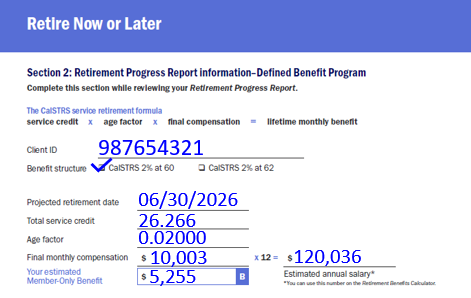 Retire Now or Later
Section 2: Retirement Progress Report information–Defined Benefit Program
Complete this section while reviewing your Retirement Progress Report.
The CalSTRS service retirement formula
service credit x age factor x final compensation = lifetime monthly benefit
Client ID 987654321
Benefit structure ✓ ❏ CalSTRS 2% at 60 ❏ CalSTRS 2% at 62
Projected retirement date 06/30/2026
Total service credit 26.266
Age factor 0.02000
Final monthly compensation $ 10,003 x 12 = $ 120,036
Your estimated Estimated annual salary*
Member-Only Benefit $ 5,255 B *You can use this number on the Retirement Benefits Calculator.